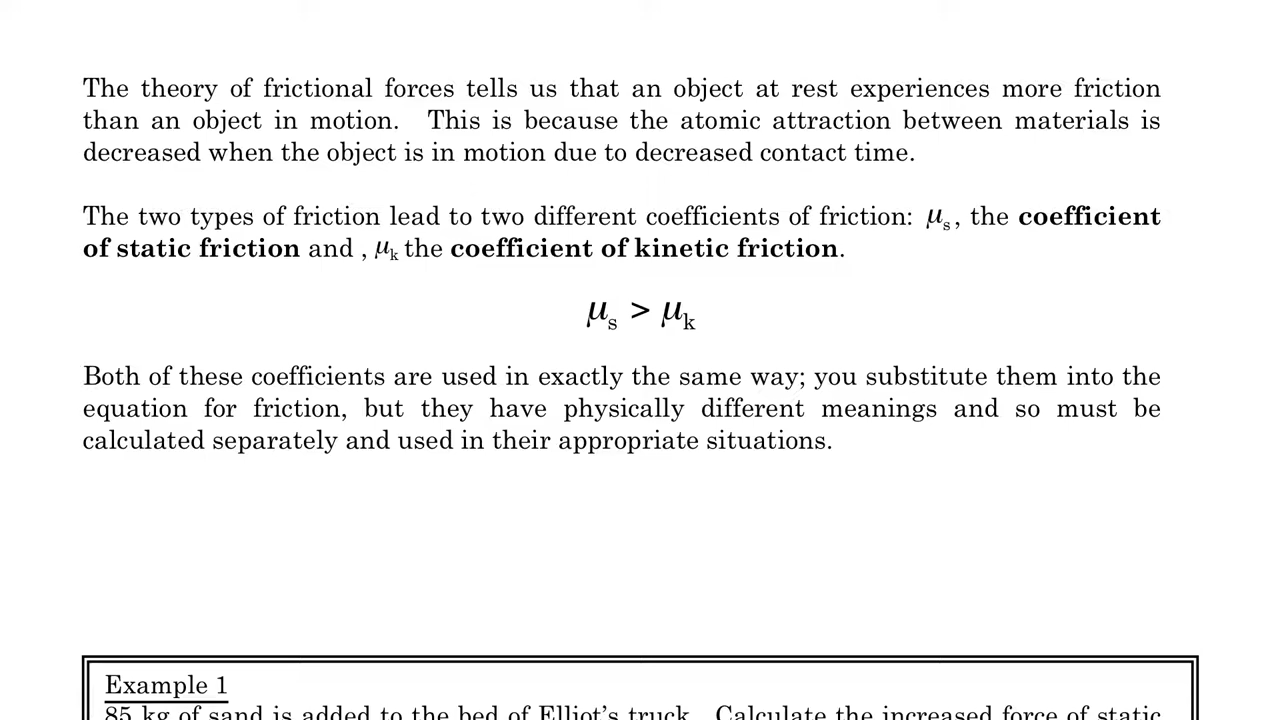 The theory of frictional forces tells us that an object at rest experiences more friction
than an object in motion. This is because the atomic attraction between materials is
decreased when the object is in motion due to decreased contact time.
The two types of friction lead to two different coefficients of friction: μs, the coefficient
of static friction and , μk the coefficient of kinetic friction.
μs > μk
Both of these coefficients are used in exactly the same way; you substitute them into the
equation for friction, but they have physically different meanings and so must be
calculated separately and used in their appropriate situations.
Example 1
85 kg of sand is added to the bed of Elliot's truck. Calculate the increased force of static